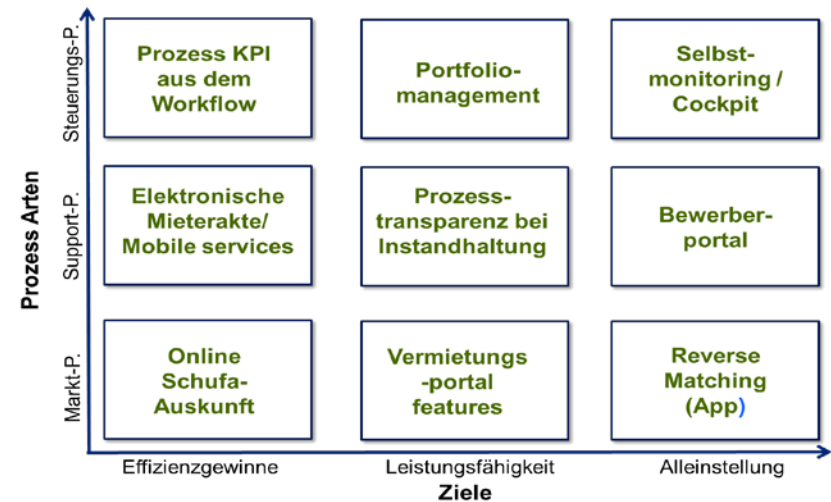 Prozess Arten
Steuerungs-P.
Prozess KPI
aus dem
Workflow
Portfolio-
management
Selbst-
monitoring /
Cockpit
Support-P.
Elektronische
Mieterakte/
Mobile services
Prozess-
transparenz bei
Instandhaltung
Bewerber-
portal
Markt-P.
Online
Schufa-
Auskunft
Vermietungs
-portal
features
Reverse
Matching
(App)
Effizienzgewinne
Leistungsfähigkeit
Alleinstellung
Ziele